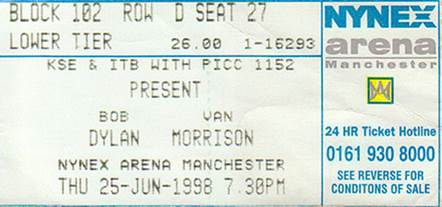 BLOCK 102 ROW D SEAT 27
LOWER TIER 26.00 1-16293
KSE & ITB WITH PICC 1152
PRESENT
BOB VAN
DYLAN MORRISON
NYNEX ARENA MANCHESTER
THU 25-JUN-1998 7.30PM
NYNEX
arena
Manchester
24 HR Ticket Hotline
0161 930 8000
SEE REVERSE FOR
CONDITONS OF SALE